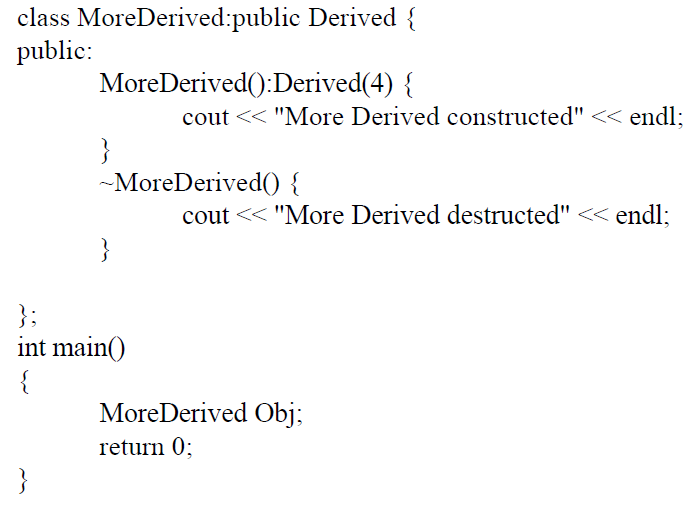 class MoreDerived:public Derived {
public:
MoreDerived():Derived(4) {
cout << "More Derived constructed" << endl;
}
~MoreDerived() {
cout << "More Derived destructed" << endl;
}
};
int main()
{
MoreDerived Obj;
return 0;
}